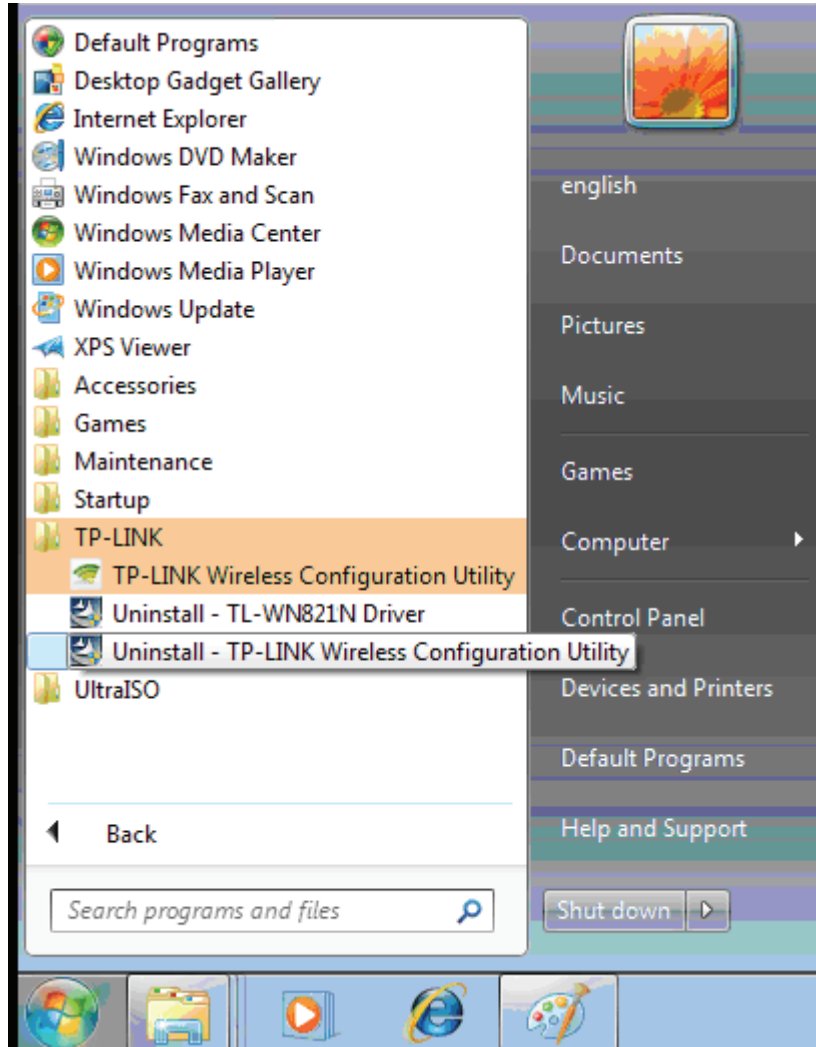 Default Programs
Desktop Gadget Gallery
Internet Explorer
Windows DVD Maker
Windows Fax and Scan
Windows Media Center
Windows Media Player
Windows Update
XPS Viewer
Accessories
Games
Maintenance
Startup
TP-LINK
TP-LINK Wireless Configuration Utility
Uninstall - TL-WN821N Driver
Uninstall - TP-LINK Wireless Configuration Utility
UltraISO
Back
Search programs and files
english
Documents
Pictures
Music
Games
Computer
Control Panel
Devices and Printers
Default Programs
Help and Support
Shut down